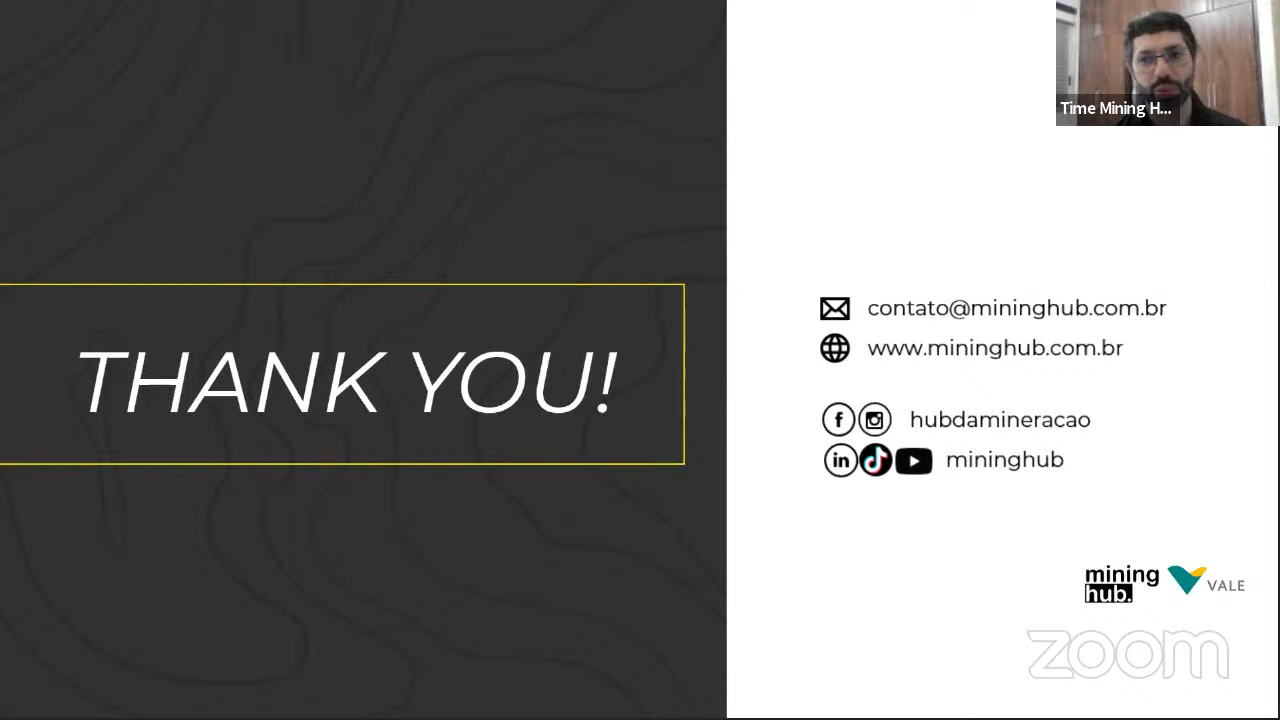 Time Mining H...
THANK YOU!
contato@mininghub.com.br
www.mininghub.com.br
hubdamineracao
mininghub
mining
hub.
VALE
zoom